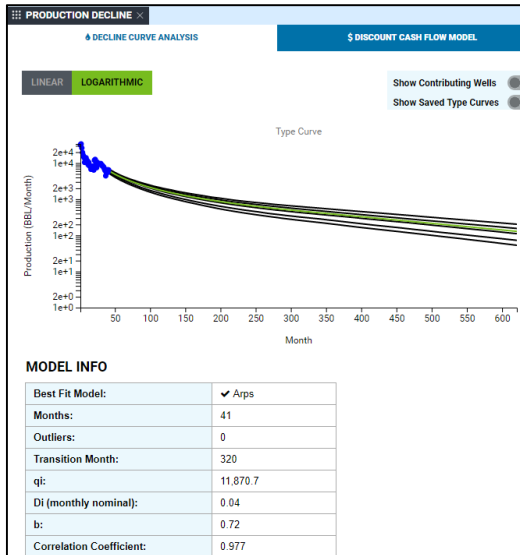 PRODUCTION DECLINE ×
DECLINE CURVE ANALYSIS
$ DISCOUNT CASH FLOW MODEL
LINEAR LOGARITHMIC
Show Contributing Wells
Show Saved Type Curves
Type Curve
Production (BBL/Month)
2e+4
1e+4
2e+3
1e+3
2e+2
1e+2
2e+1
1e+1
2e+0
1e+0
50 100 150 200 250 300 350 400 450 500 550 600
Month
MODEL INFO
Best Fit Model: ✔ Arps
Months: 41
Outliers: 0
Transition Month: 320
qi: 11,870.7
Di (monthly nominal): 0.04
b: 0.72
Correlation Coefficient: 0.977